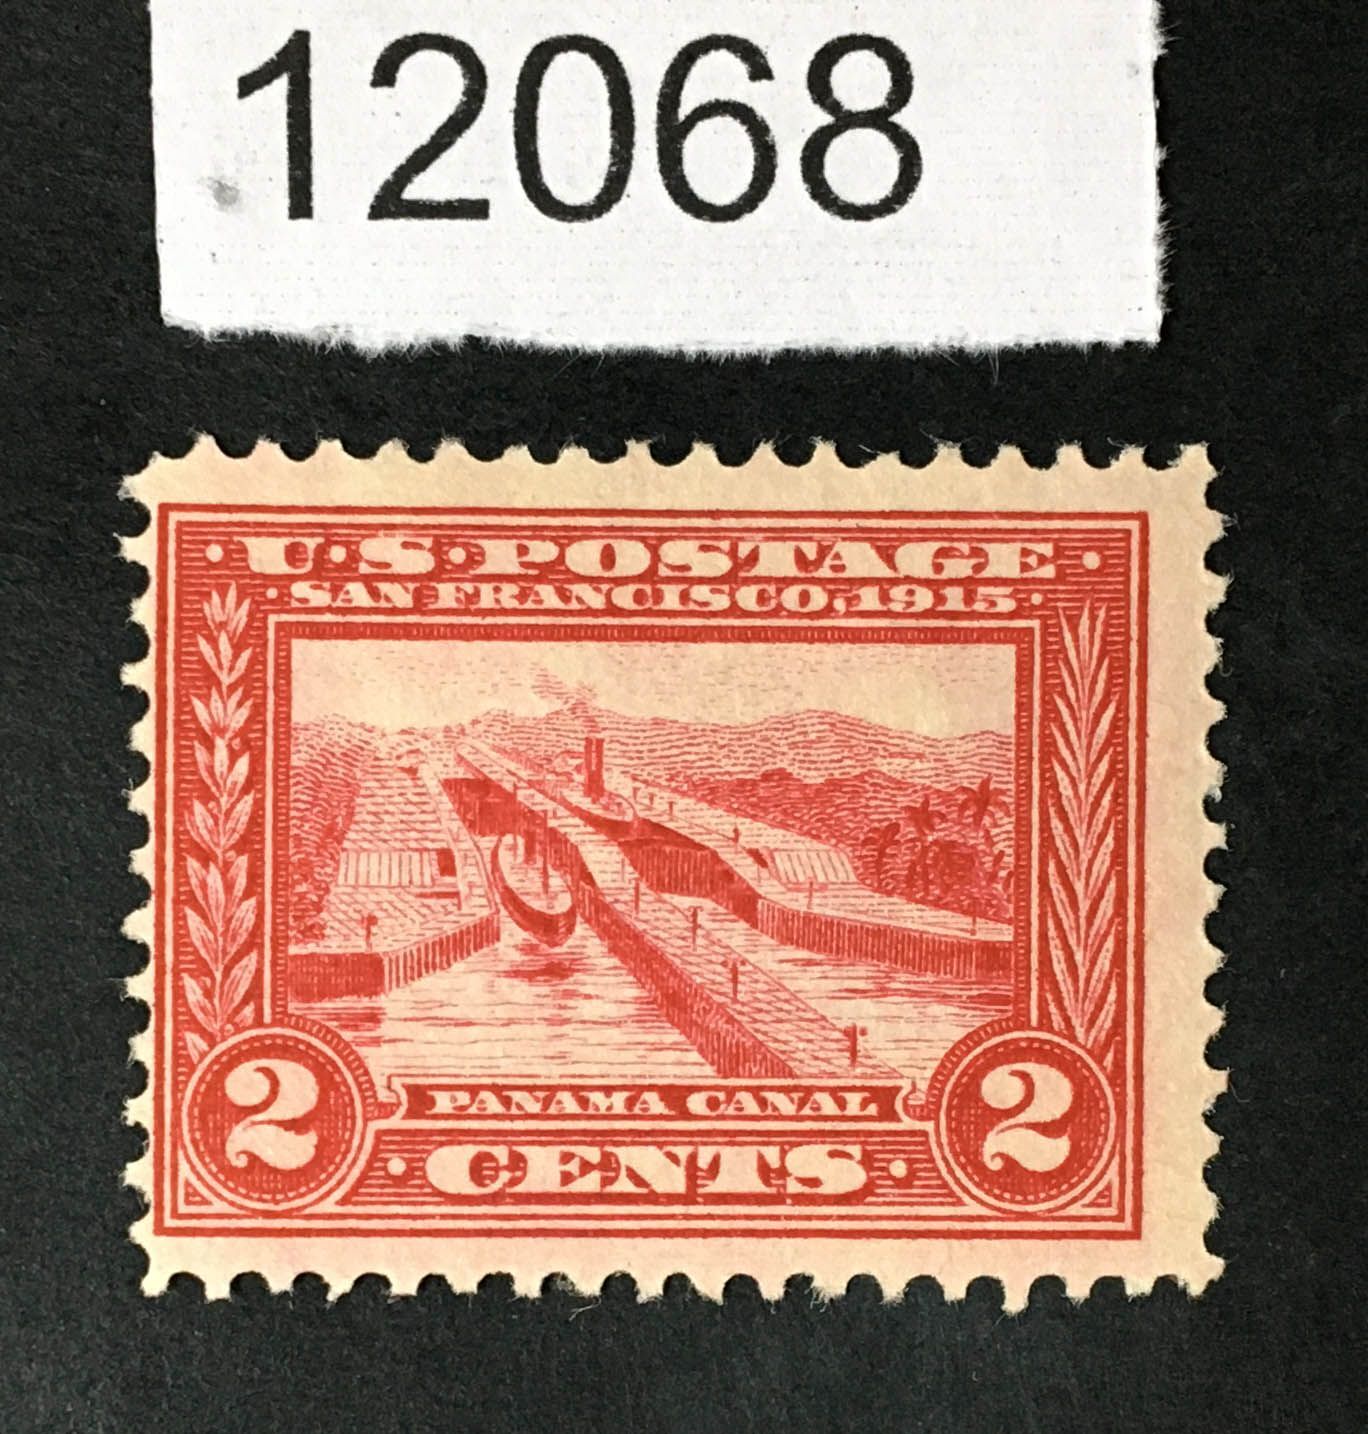 12068
U·S·POSTAGE
·SAN FRANCISCO, 1915·
2 PANAMA CANAL 2
·CENTS·